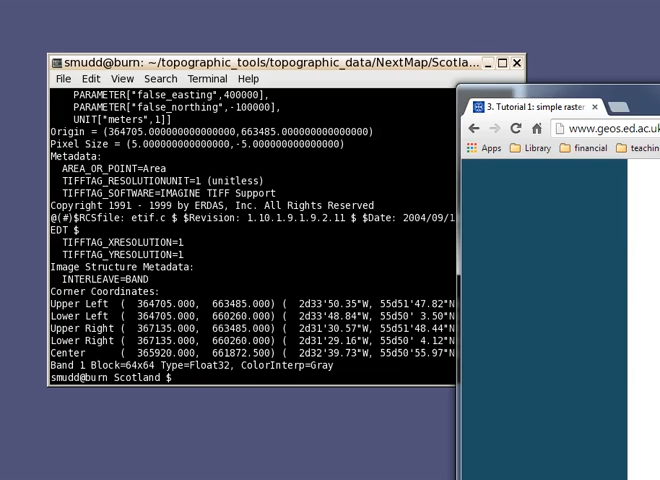 smudd@burn: ~/topographic_tools/topographic_data/NextMap/Scotla...
File Edit View Search Terminal Help
PARAMETER["false_easting",400000],
PARAMETER["false_northing",-100000],
UNIT["meters",1]]
Origin = (364705.000000000000000,663485.000000000000000)
Pixel Size = (5.000000000000000,-5.000000000000000)
Metadata:
AREA_OR_POINT=Area
TIFFTAG_RESOLUTIONUNIT=1 (unitless)
TIFFTAG_SOFTWARE=IMAGINE TIFF Support
Copyright 1991 - 1999 by ERDAS, Inc. All Rights Reserved
@(#)$RCSfile: etif.c $ $Revision: 1.10.1.9.1.9.2.11 $ $Date: 2004/09/1
EDT $
TIFFTAG_XRESOLUTION=1
TIFFTAG_YRESOLUTION=1
Image Structure Metadata:
INTERLEAVE=BAND
Corner Coordinates:
Upper Left ( 364705.000, 663485.000) ( 2d33'50.35"W, 55d51'47.82"N
Lower Left ( 364705.000, 660260.000) ( 2d33'48.84"W, 55d50' 3.50"N
Upper Right ( 367135.000, 663485.000) ( 2d31'30.57"W, 55d51'48.44"N
Lower Right ( 367135.000, 660260.000) ( 2d31'29.16"W, 55d50' 4.12"N
Center ( 365920.000, 661872.500) ( 2d32'39.73"W, 55d50'55.97"N
Band 1 Block=64x64 Type=Float32, ColorInterp=Gray
smudd@burn Scotland $
3. Tutorial 1: simple raster
www.geos.ed.ac.uk
Apps Library financial teachin